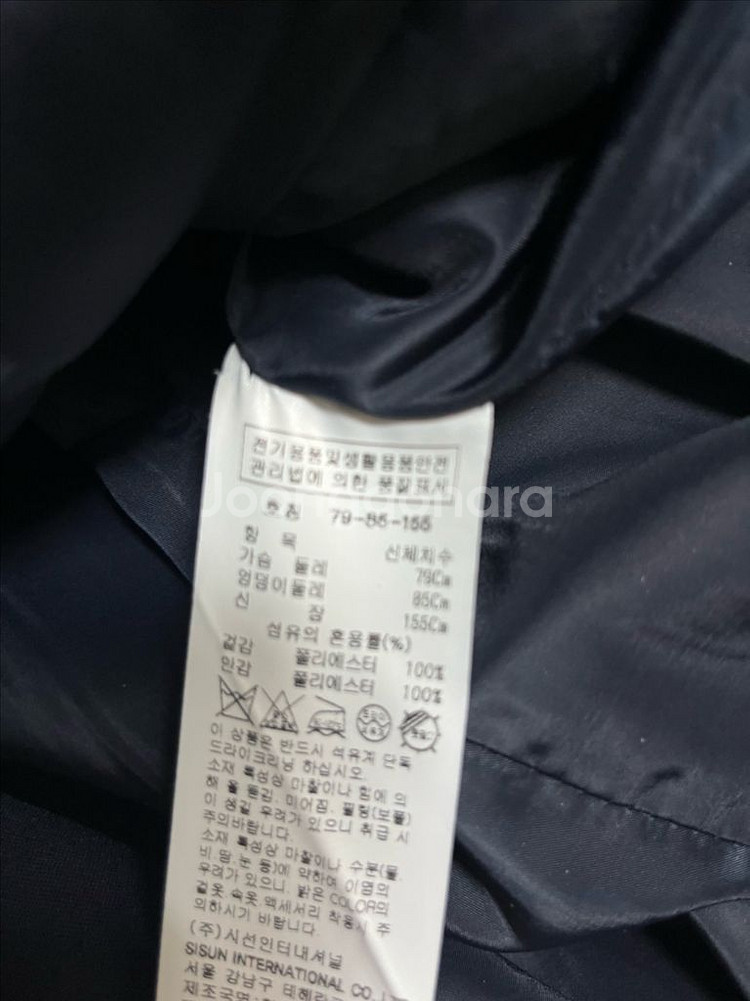 전기용품및생활용품안전
관리법에 의한 품질표시
Joonggonara
호칭 79-85-155
항 목 신체치수
가슴 둘레 79Cm
엉덩이둘레 85Cm
신 장 155Cm
섬유의 혼용률(%)
겉감 폴리에스터 100%
안감 폴리에스터 100%
이 상품은 반드시 석유계 단독
드라이크리닝 하십시오.
소재 특성상 마찰이나 힘에 의
해 올뜯김, 미어짐, 필링(보풀)
이 생길 우려가 있으니 취급 시
주의바랍니다.
소재 특성상 마찰이나 수분(물,
비,땀,눈 등)에 약하여 이염의
우려가 있으니, 밝은 COLOR의
겉옷 속옷 액세서리 착용시 주
의하시기 바랍니다.
(주)시선인터내셔널
SISUN INTERNATIONAL CO.,
서울 강남구 테헤라
제조국명